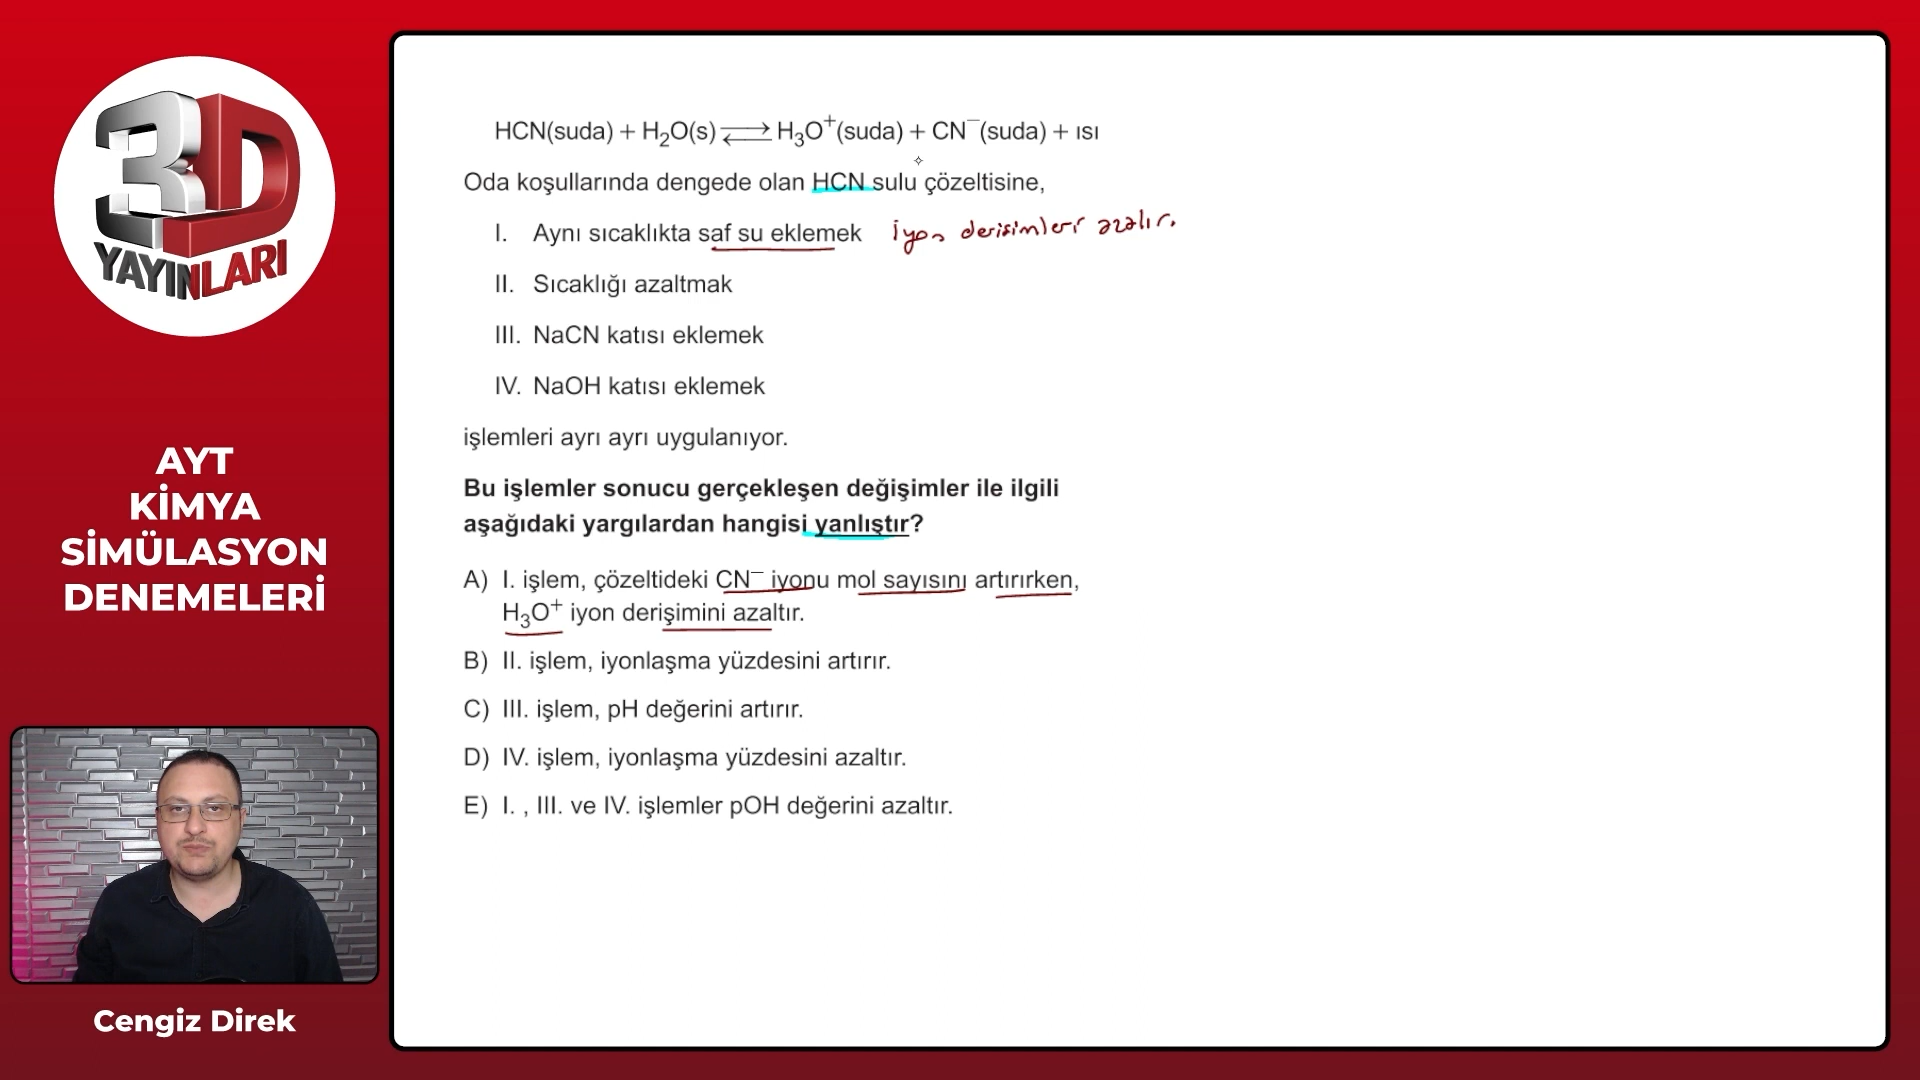 3D
YAYINLARI
AYT
KİMYA
SİMÜLASYON
DENEMELERİ
Cengiz Direk
HCN(suda) + H₂O(s) ⇌ H₃O⁺(suda) + CN⁻(suda) + ısı
Oda koşullarında dengede olan HCN sulu çözeltisine,
I. Aynı sıcaklıkta saf su eklemek İyon derişimleri azalır.
II. Sıcaklığı azaltmak
III. NaCN katısı eklemek
IV. NaOH katısı eklemek
işlemleri ayrı ayrı uygulanıyor.
Bu işlemler sonucu gerçekleşen değişimler ile ilgili
aşağıdaki yargılardan hangisi yanlıştır?
A) I. işlem, çözeltideki CN⁻ iyonu mol sayısını artırırken,
H₃O⁺ iyon derişimini azaltır.
B) II. işlem, iyonlaşma yüzdesini artırır.
C) III. işlem, pH değerini artırır.
D) IV. işlem, iyonlaşma yüzdesini azaltır.
E) I. , III. ve IV. işlemler pOH değerini azaltır.